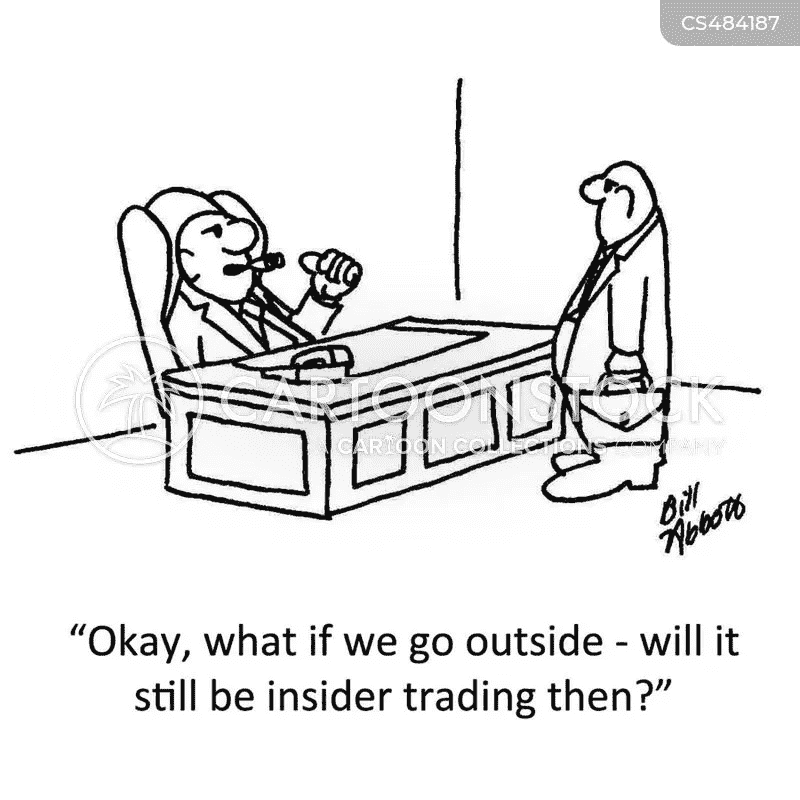 CS484187
CARTOONSTOCK
A CARTOON COLLECTIONS COMPANY
Bill
Abbott
“Okay, what if we go outside - will it
still be insider trading then?”